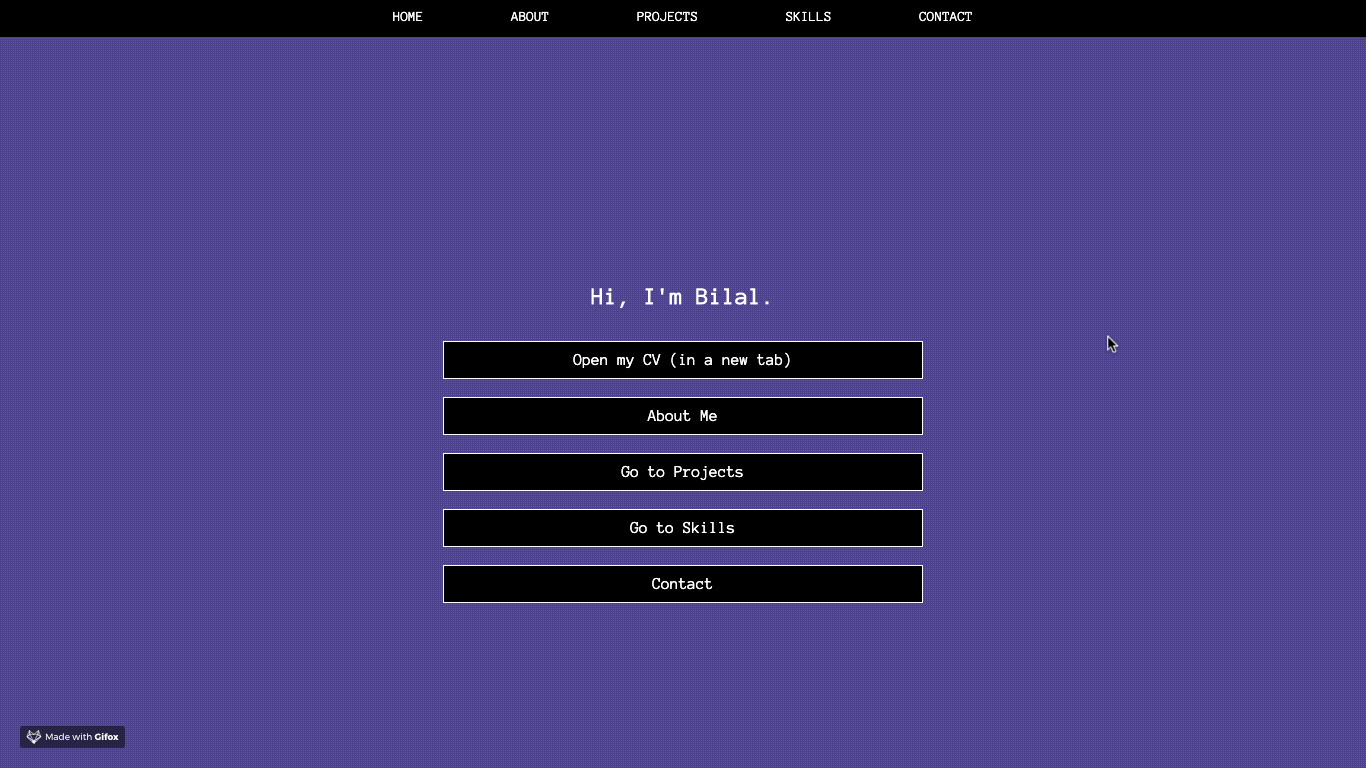 HOME ABOUT PROJECTS SKILLS CONTACT
Hi, I'm Bilal.
Open my CV (in a new tab)
About Me
Go to Projects
Go to Skills
Contact
Made with Gifox